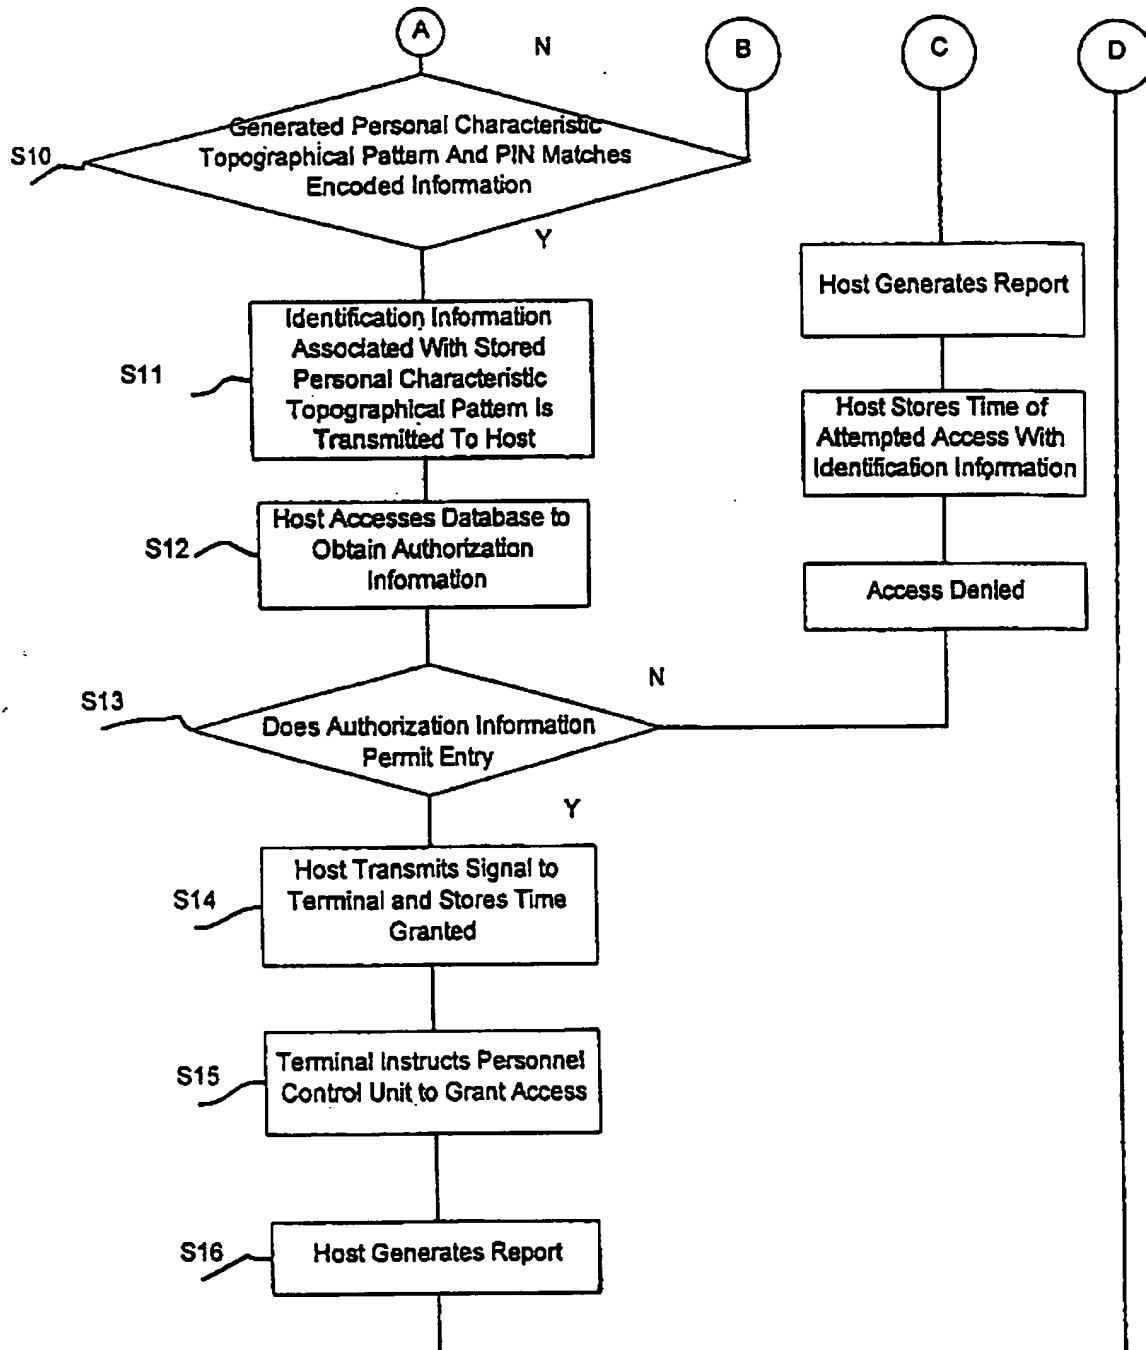 A
N
B
C
D
Generated Personal Characteristic
Topographical Pattern And PIN Matches
Encoded Information
S10
Y
Identification Information
Associated With Stored
Personal Characteristic
Topographical Pattern Is
Transmitted To Host
S11
Host Accesses Database to
Obtain Authorization
Information
S12
Does Authorization Information
Permit Entry
S13
N
Y
Host Transmits Signal to
Terminal and Stores Time
Granted
S14
Terminal Instructs Personnel
Control Unit to Grant Access
S15
Host Generates Report
S16
Host Generates Report
Host Stores Time of
Attempted Access With
Identification Information
Access Denied